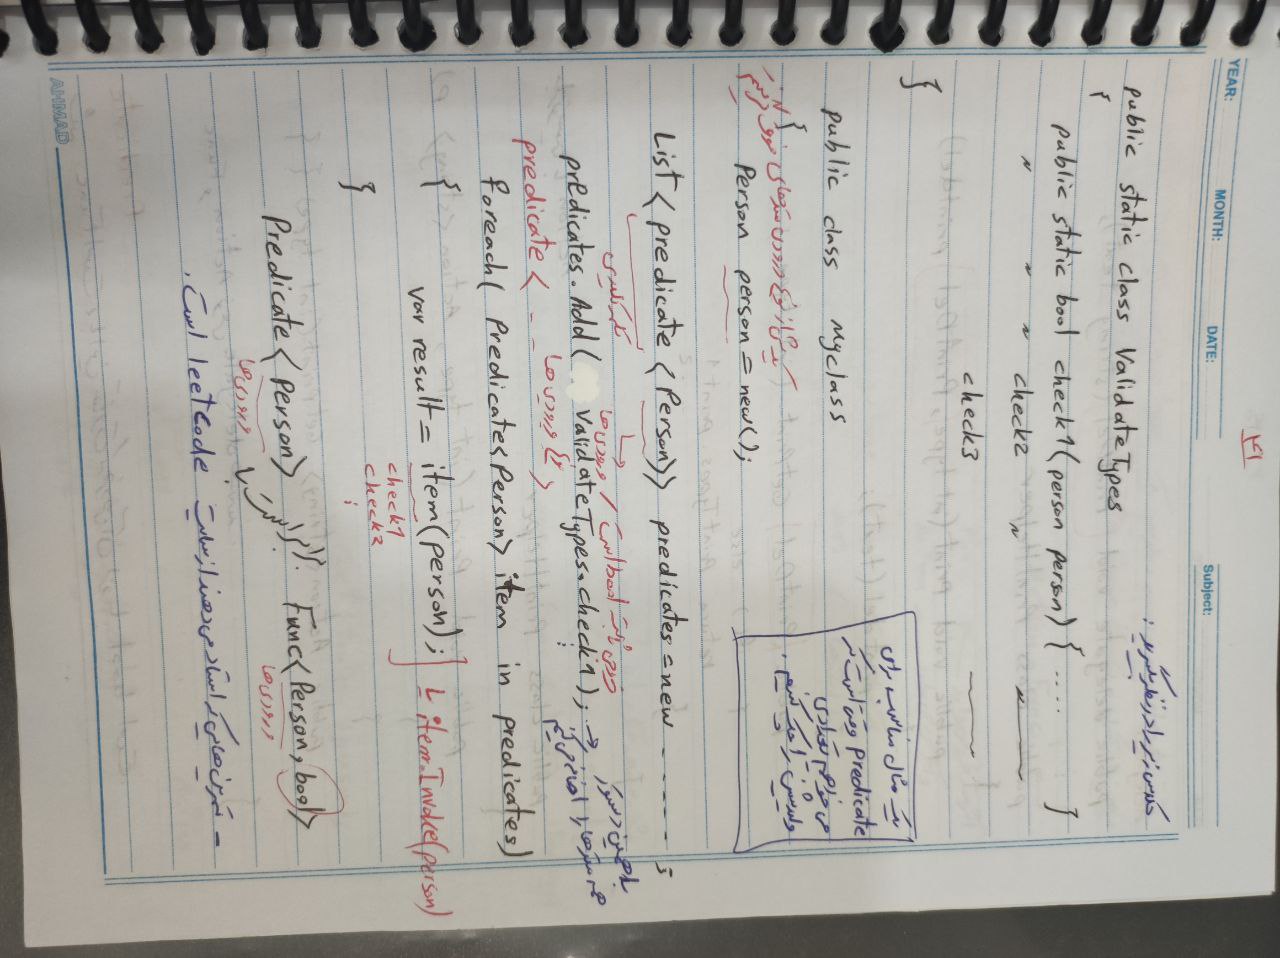 ۴۱
YEAR:
MONTH:
DATE:
Subject:
کلاس زیر را در نظر بگیرید :
public static class ValidateTypes
{
public static bool check1(person person) { .... }
〃 〃 〃 check2 〃
check3
}
یک مثال مناسب برای
predicate وقتی است که
می خواهیم تعدادی
ولیدیشن را چک کنیم .
public class Myclass
{
یک شئ از نوع ورودی متدهای فوق
Person person = new();
List<predicate <Person>> predicates = new ------ ;
ورودی ها / خروجی ثابت bool است
predicates.Add( ValidateTypes.check1); →
با همین دستور
همه متدها را اضافه می کنیم
predicate< - - نوع ورودی ها >
foreach( Predicate<Person> item in predicates)
{
var result = item(person); ] ↳ item.Invoke(person)
check1
check2
⋮
}
Predicate <person> برابر است با Func<Person, bool>
ورودی ها
ورودی ها
- تمرین هایی که استاد می دهند از سایت leetcode است .
AHMAD